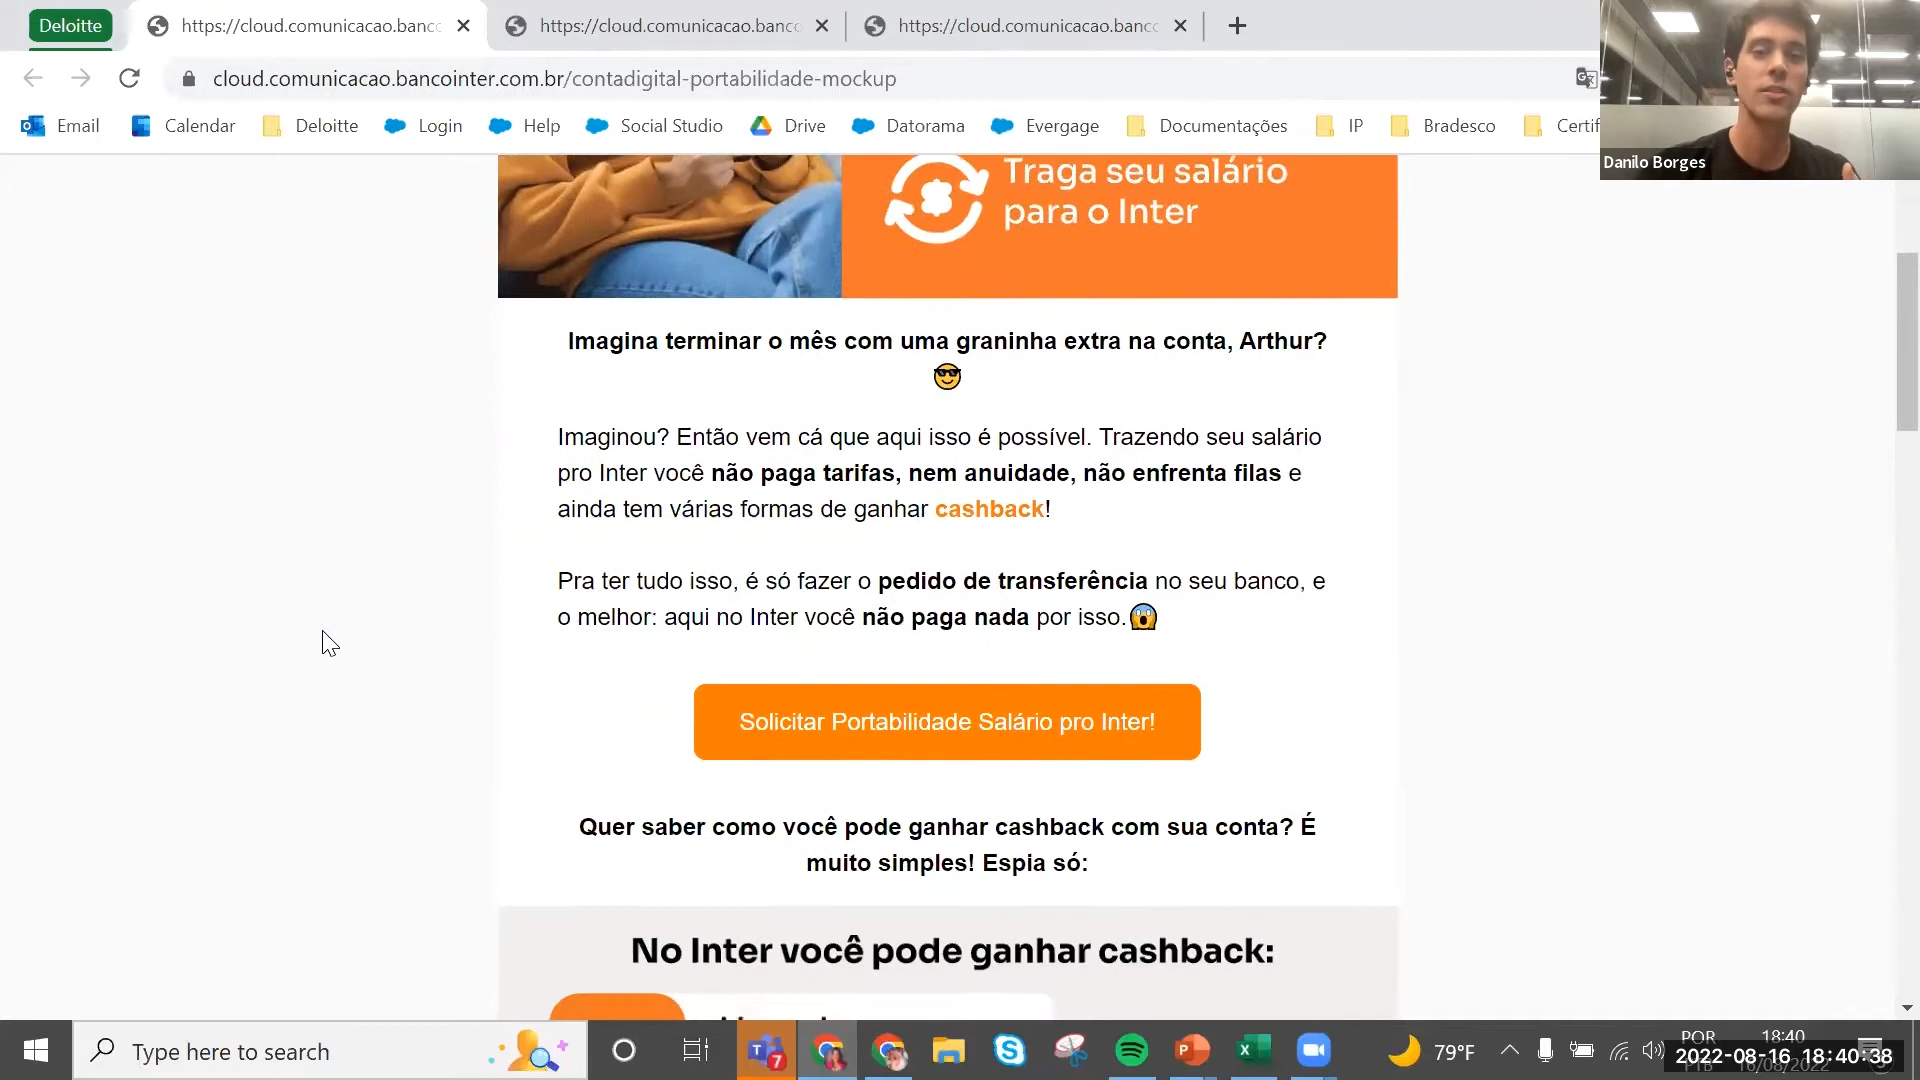 Deloitte
https://cloud.comunicacao.banc
https://cloud.comunicacao.banc
https://cloud.comunicacao.banc
cloud.comunicacao.bancointer.com.br/contadigital-portabilidade-mockup
Email
Calendar
Deloitte
Login
Help
Social Studio
Drive
Datorama
Evergage
Documentações
IP
Bradesco
Certif
Danilo Borges
Traga seu salário
para o Inter
Imagina terminar o mês com uma graninha extra na conta, Arthur?
😎
Imaginou? Então vem cá que aqui isso é possível. Trazendo seu salário
pro Inter você não paga tarifas, nem anuidade, não enfrenta filas e
ainda tem várias formas de ganhar cashback!
Pra ter tudo isso, é só fazer o pedido de transferência no seu banco, e
o melhor: aqui no Inter você não paga nada por isso.😱
Solicitar Portabilidade Salário pro Inter!
Quer saber como você pode ganhar cashback com sua conta? É
muito simples! Espia só:
No Inter você pode ganhar cashback:
Type here to search
7
79°F
POR
18:40
2022-08-16 18:40:38
PTB
16/08/2022